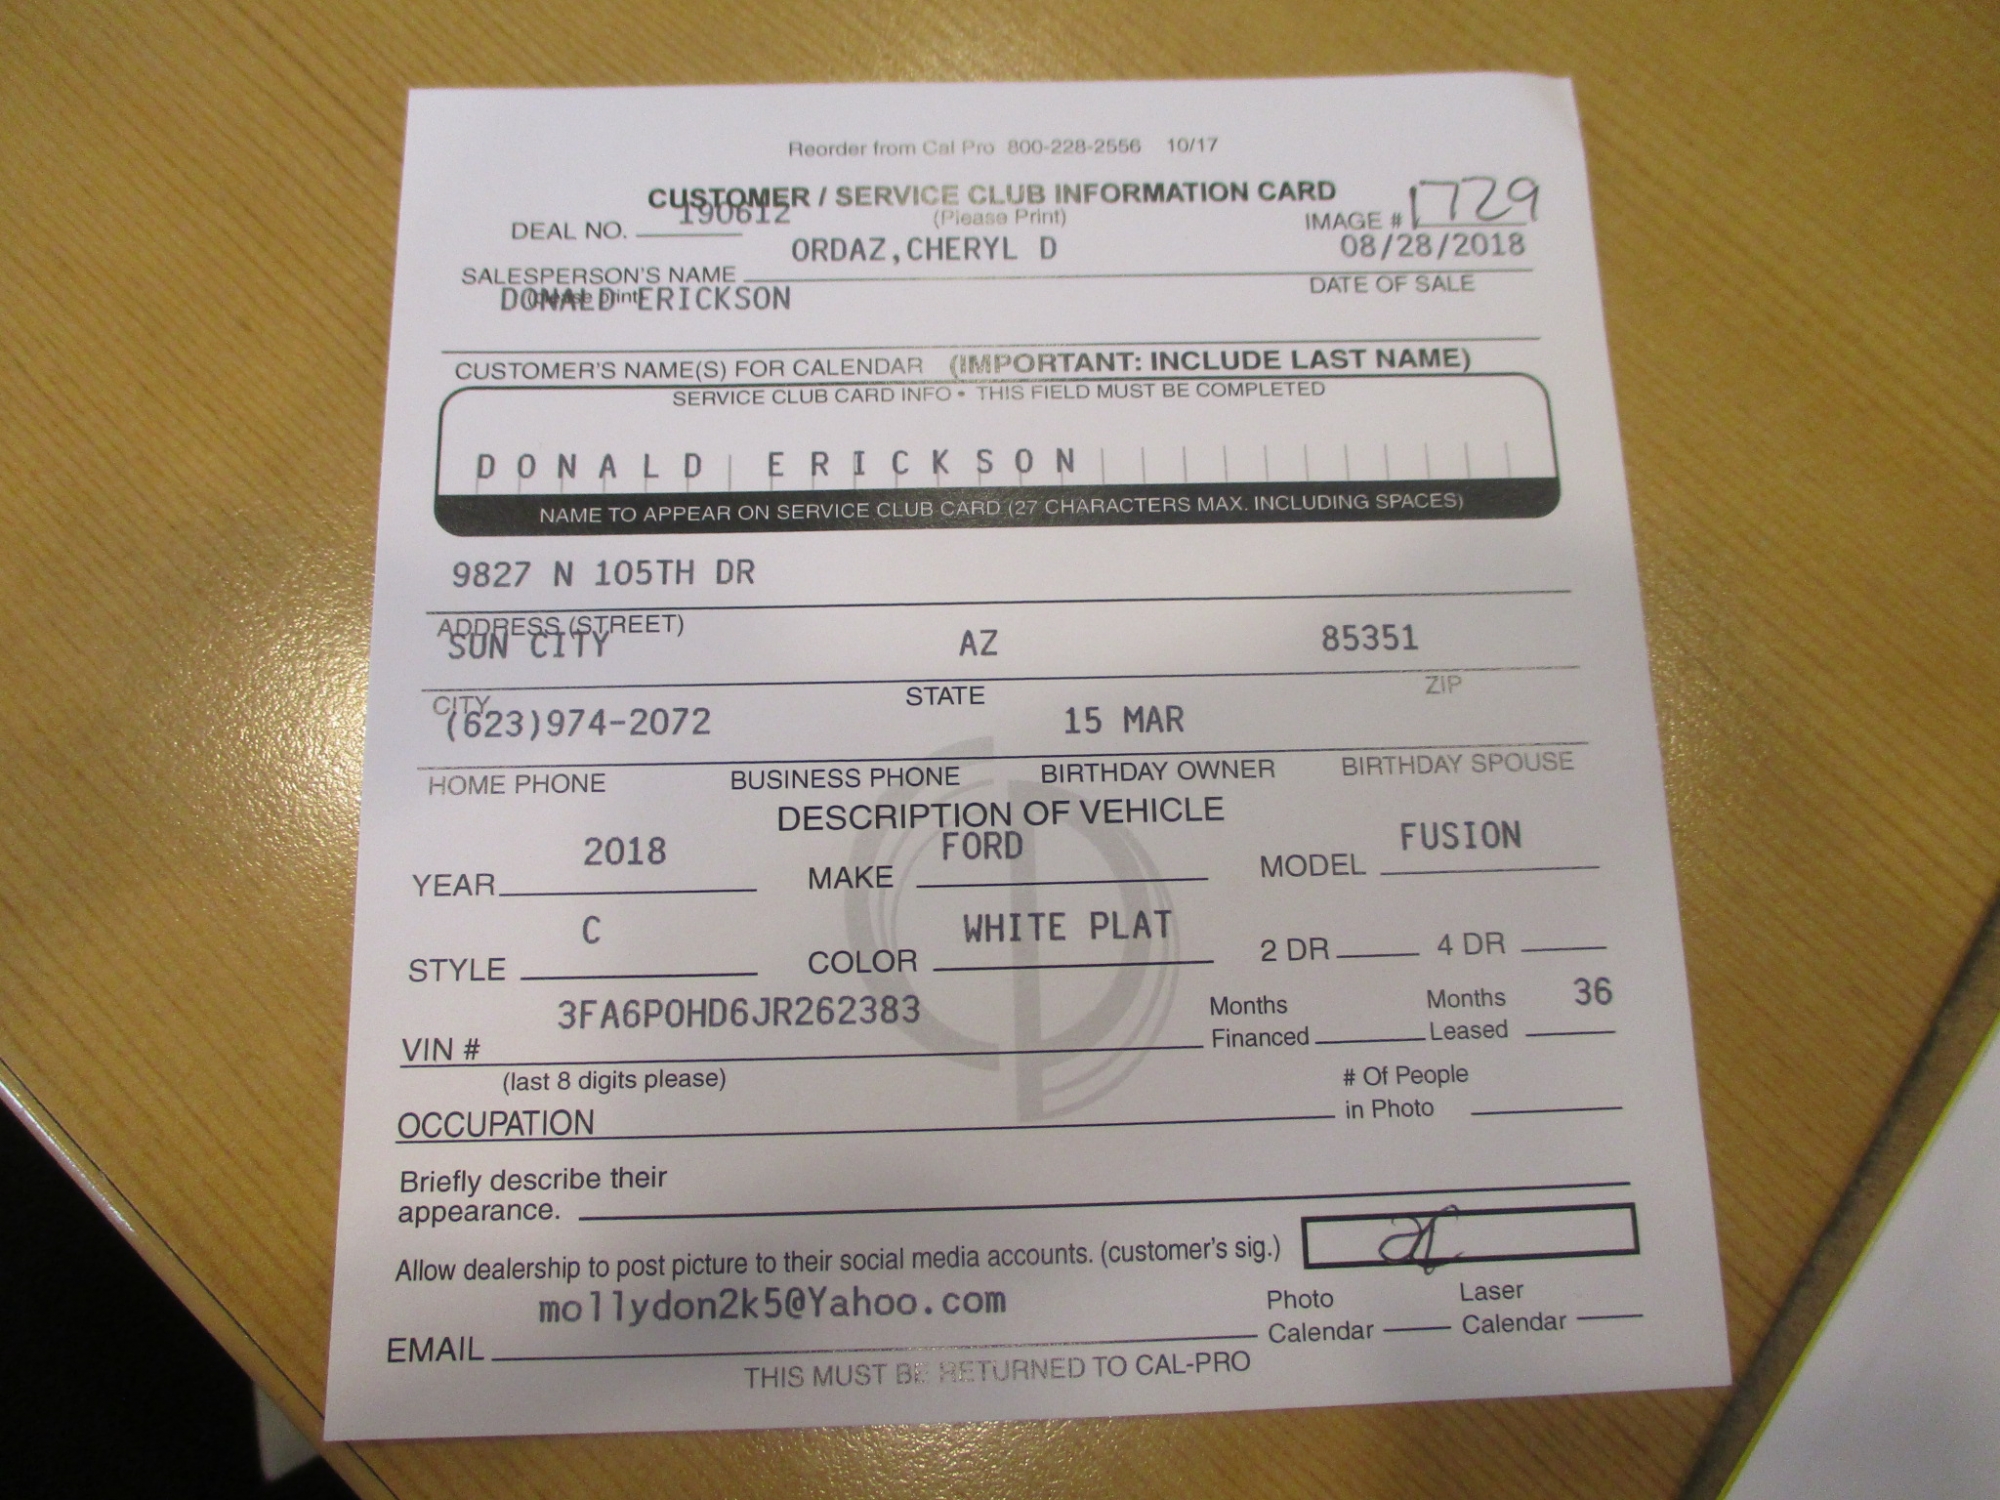 Reorder from Cal Pro 800-228-2556 10/17
CUSTOMER / SERVICE CLUB INFORMATION CARD
DEAL NO. 190612 (Please Print) IMAGE # 1729
ORDAZ,CHERYL D 08/28/2018
SALESPERSON'S NAME DATE OF SALE
(please print)
DONALD ERICKSON
CUSTOMER'S NAME(S) FOR CALENDAR (IMPORTANT: INCLUDE LAST NAME)
SERVICE CLUB CARD INFO • THIS FIELD MUST BE COMPLETED
DONALD ERICKSON
NAME TO APPEAR ON SERVICE CLUB CARD (27 CHARACTERS MAX. INCLUDING SPACES)
9827 N 105TH DR
ADDRESS (STREET)
SUN CITY AZ 85351
CITY STATE ZIP
(623)974-2072 15 MAR
HOME PHONE BUSINESS PHONE BIRTHDAY OWNER BIRTHDAY SPOUSE
DESCRIPTION OF VEHICLE
YEAR 2018 MAKE FORD MODEL FUSION
STYLE C COLOR WHITE PLAT 2 DR 4 DR
VIN # 3FA6P0HD6JR262383 Months Financed Months Leased 36
(last 8 digits please)
OCCUPATION # Of People in Photo
Briefly describe their
appearance.
Allow dealership to post picture to their social media accounts. (customer's sig.)
EMAIL mollydon2k5@Yahoo.com Photo Calendar Laser Calendar
THIS MUST BE RETURNED TO CAL-PRO